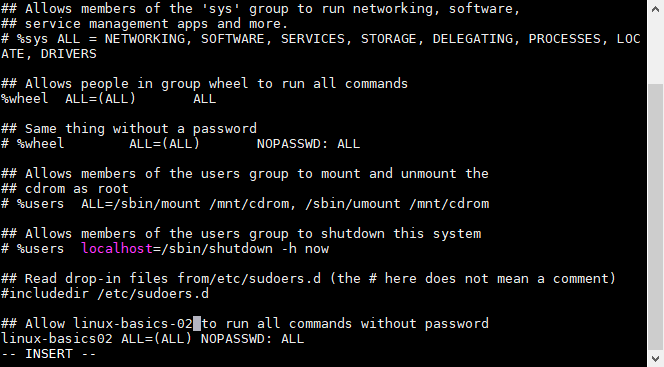 ## Allows members of the 'sys' group to run networking, software,
## service management apps and more.
# %sys ALL = NETWORKING, SOFTWARE, SERVICES, STORAGE, DELEGATING, PROCESSES, LOC
ATE, DRIVERS
## Allows people in group wheel to run all commands
%wheel  ALL=(ALL)       ALL
## Same thing without a password
# %wheel        ALL=(ALL)       NOPASSWD: ALL
## Allows members of the users group to mount and unmount the
## cdrom as root
# %users  ALL=/sbin/mount /mnt/cdrom, /sbin/umount /mnt/cdrom
## Allows members of the users group to shutdown this system
# %users  localhost=/sbin/shutdown -h now
## Read drop-in files from/etc/sudoers.d (the # here does not mean a comment)
#includedir /etc/sudoers.d
## Allow linux-basics-02 to run all commands without password
linux-basics02 ALL=(ALL) NOPASSWD: ALL
-- INSERT --